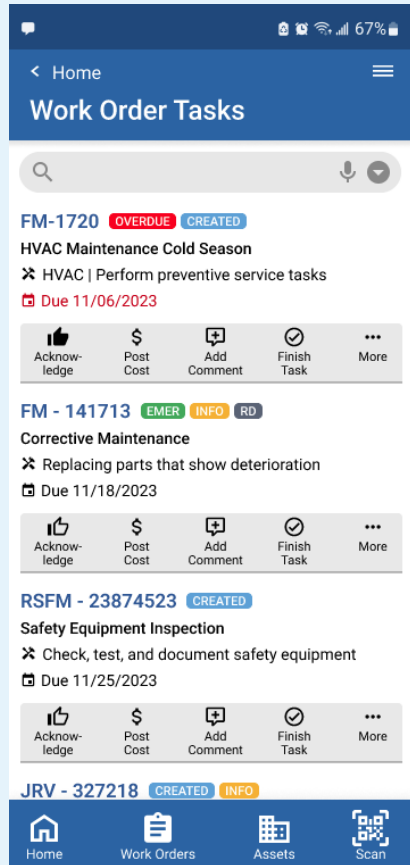 67%
Home
Work Order Tasks
FM-1720 OVERDUE CREATED
HVAC Maintenance Cold Season
HVAC | Perform preventive service tasks
Due 11/06/2023
Acknow-
ledge
Post
Cost
Add
Comment
Finish
Task
More
FM - 141713 EMER INFO RD
Corrective Maintenance
Replacing parts that show deterioration
Due 11/18/2023
Acknow-
ledge
Post
Cost
Add
Comment
Finish
Task
More
RSFM - 23874523 CREATED
Safety Equipment Inspection
Check, test, and document safety equipment
Due 11/25/2023
Acknow-
ledge
Post
Cost
Add
Comment
Finish
Task
More
JRV - 327218 CREATED INFO
Home Work Orders Assets Scan